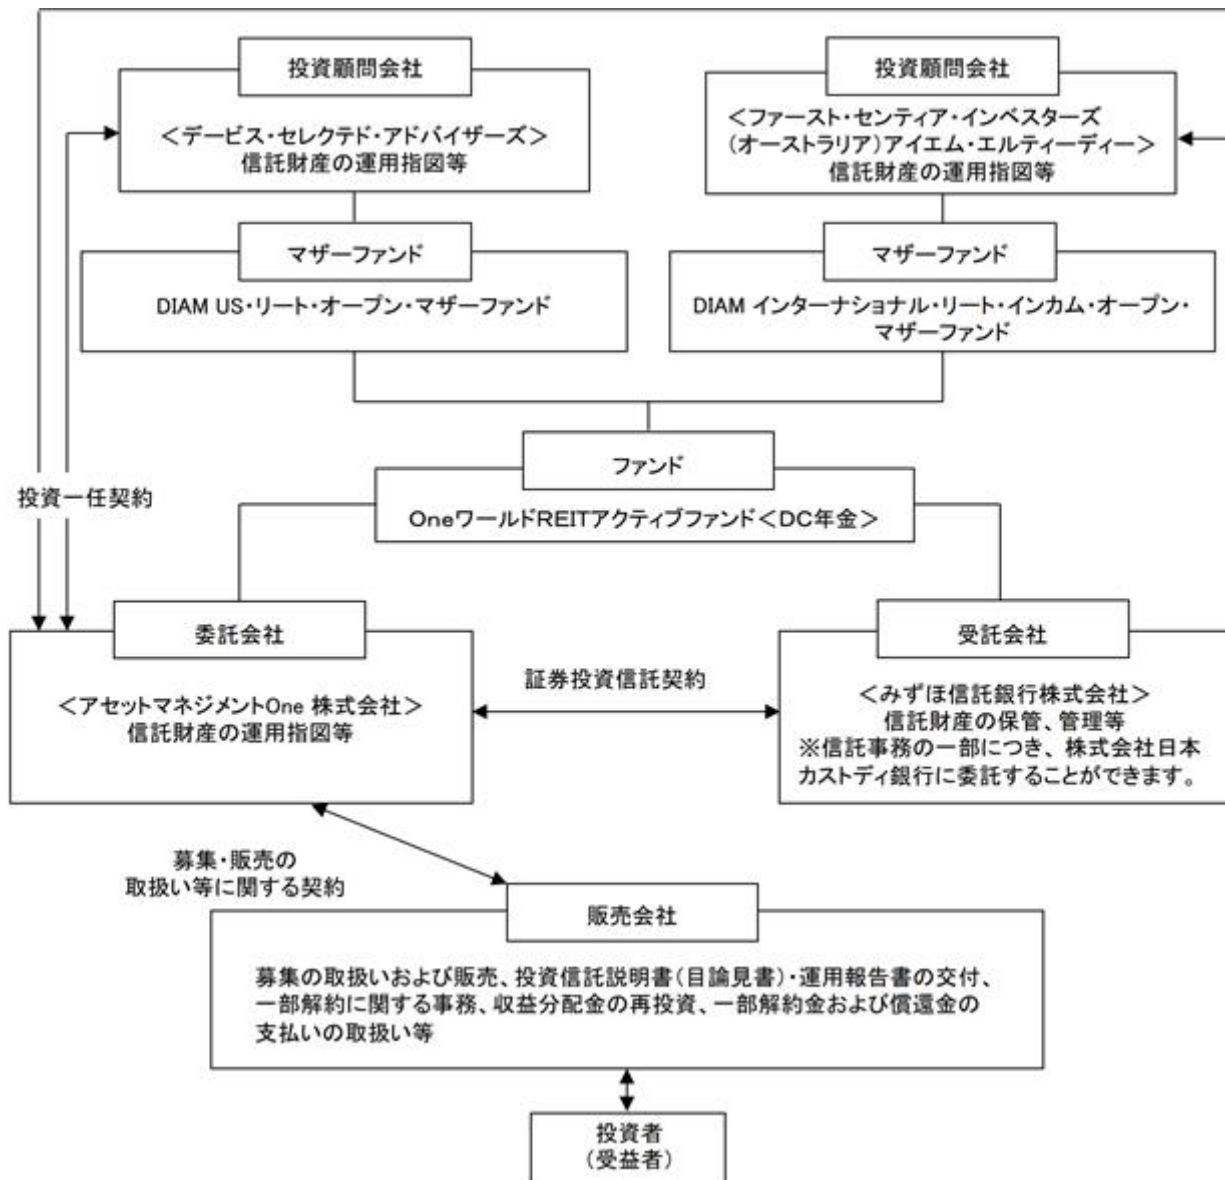 投資顧問会社
<デービス・セレクテド・アドバイザーズ>
信託財産の運用指図等
投資顧問会社
<ファースト・センティア・インベスターズ
(オーストラリア)アイエム・エルティーディー>
信託財産の運用指図等
マザーファンド
DIAM US・リート・オープン・マザーファンド
マザーファンド
DIAM インターナショナル・リート・インカム・オープン・
マザーファンド
ファンド
OneワールドREITアクティブファンド<DC年金>
投資一任契約
委託会社
<アセットマネジメントOne 株式会社>
信託財産の運用指図等
証券投資信託契約
受託会社
<みずほ信託銀行株式会社>
信託財産の保管、管理等
※信託事務の一部につき、株式会社日本
カストディ銀行に委託することができます。
募集・販売の
取扱い等に関する契約
販売会社
募集の取扱いおよび販売、投資信託説明書(目論見書)・運用報告書の交付、
一部解約に関する事務、収益分配金の再投資、一部解約金および償還金の
支払いの取扱い等
投資者
(受益者)